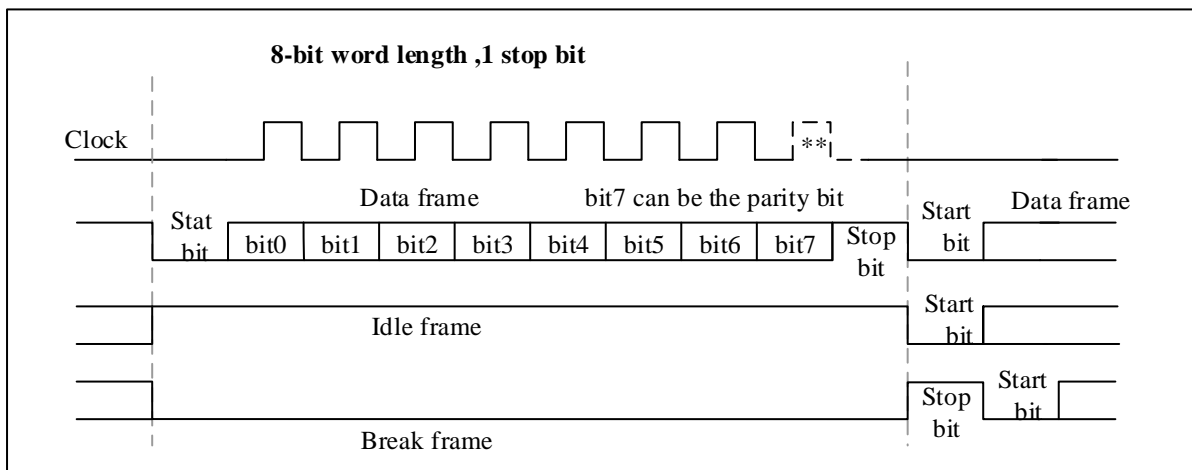 8-bit word length ,1 stop bit
Clock
**
Data frame
bit7 can be the parity bit
Start
bit
Data frame
Stat
bit
bit0
bit1
bit2
bit3
bit4
bit5
bit6
bit7
Stop
bit
Idle frame
Start
bit
Break frame
Stop
bit
Start
bit